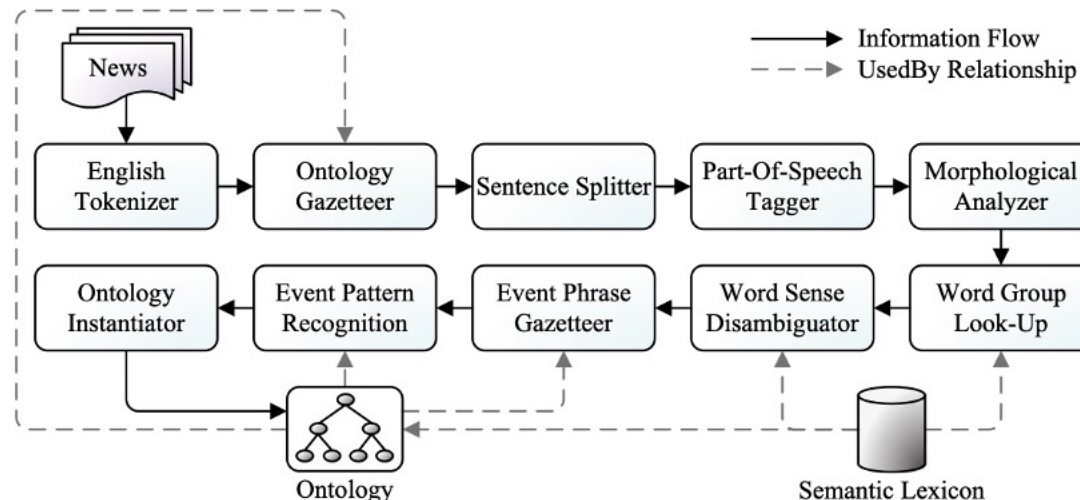 News
Information Flow
UsedBy Relationship
English
Tokenizer
Ontology
Gazetteer
Sentence Splitter
Part-Of-Speech
Tagger
Morphological
Analyzer
Ontology
Instantiator
Event Pattern
Recognition
Event Phrase
Gazetteer
Word Sense
Disambiguator
Word Group
Look-Up
Ontology
Semantic Lexicon